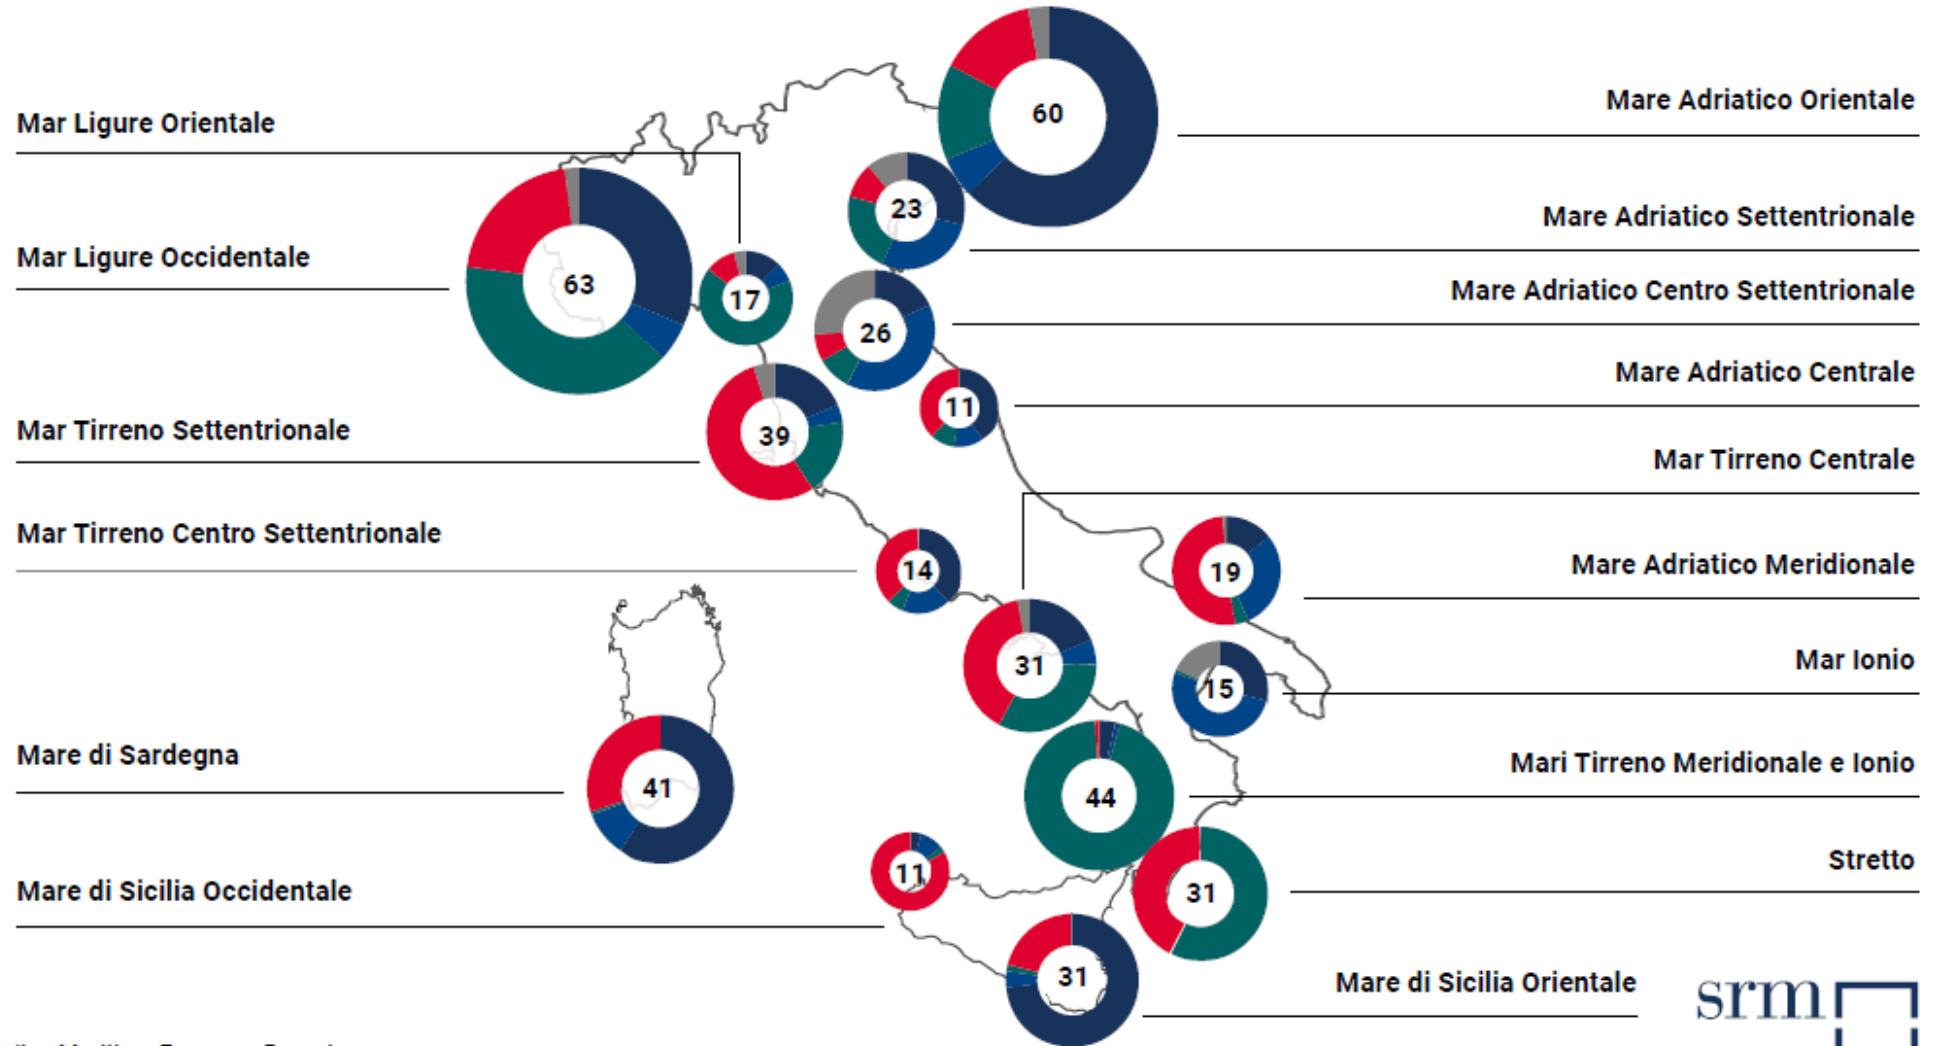 Mar Ligure Orientale
Mar Ligure Occidentale
Mar Tirreno Settentrionale
Mar Tirreno Centro Settentrionale
Mare di Sardegna
Mare di Sicilia Occidentale
60
23
63
17
26
11
39
14
19
31
15
41
44
11
31
31
Mare Adriatico Orientale
Mare Adriatico Settentrionale
Mare Adriatico Centro Settentrionale
Mare Adriatico Centrale
Mar Tirreno Centrale
Mare Adriatico Meridionale
Mar Ionio
Mari Tirreno Meridionale e Ionio
Stretto
Mare di Sicilia Orientale
srm